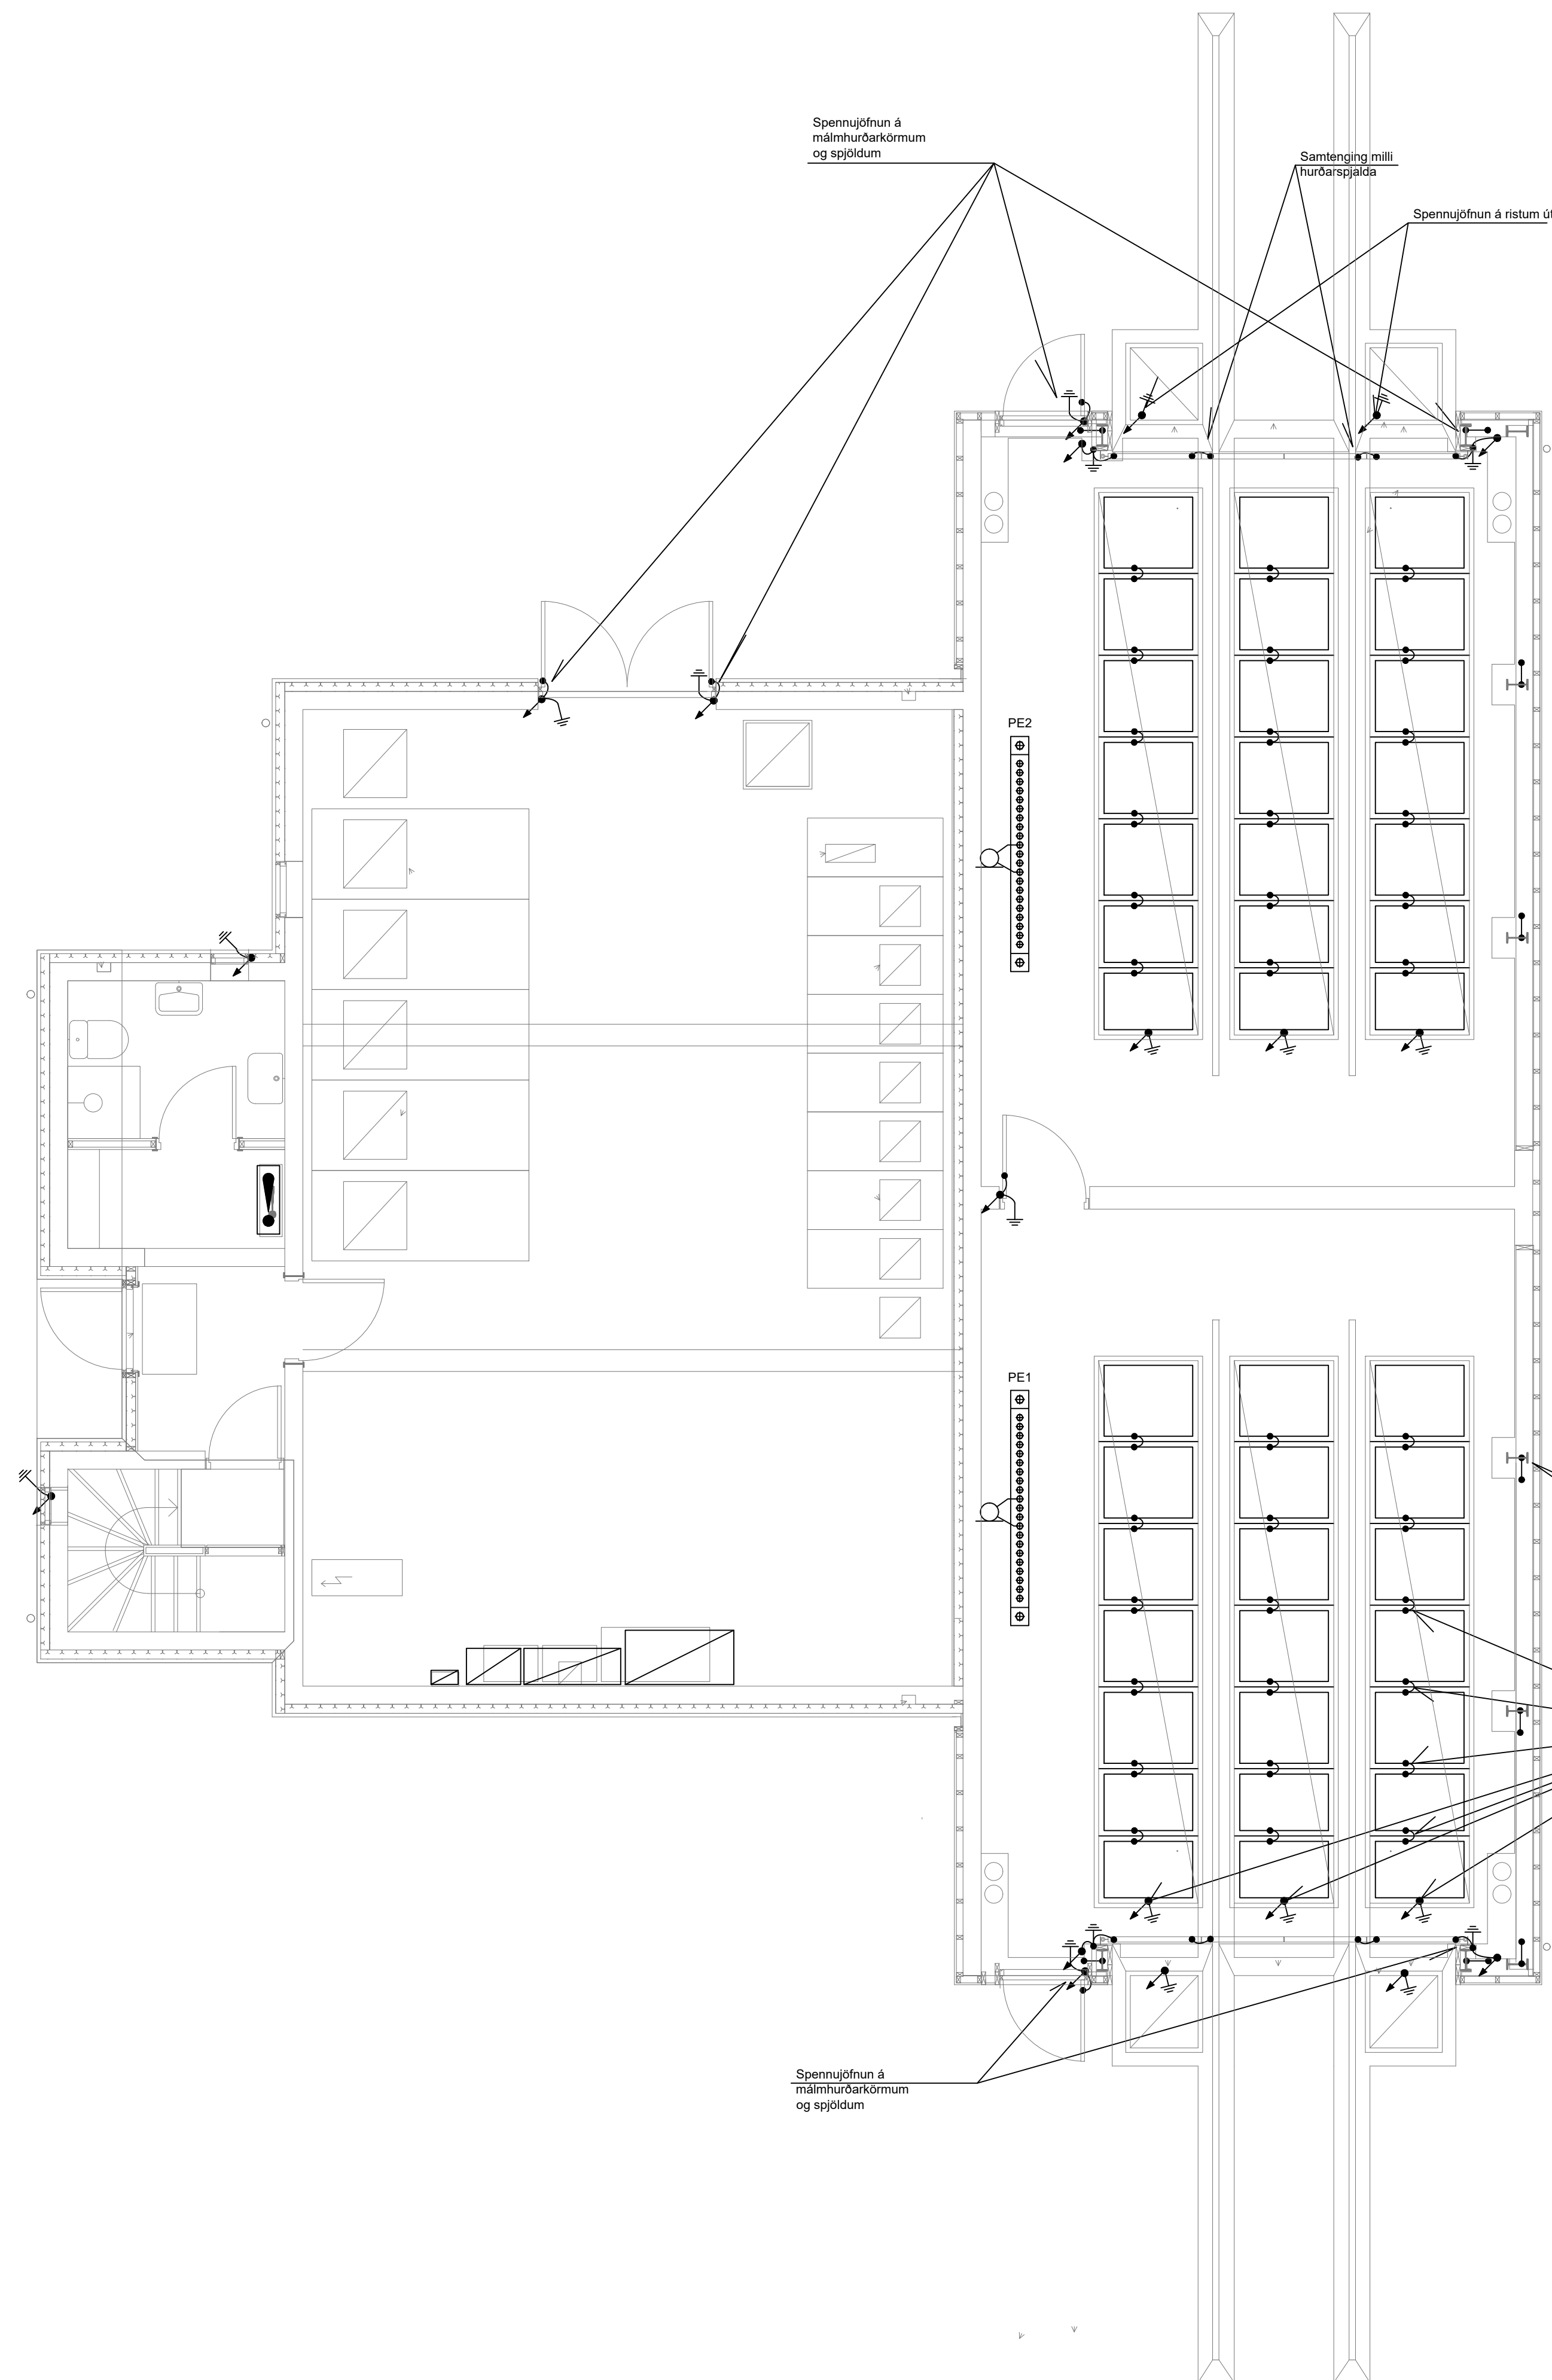 Spennujöfnun á
málmhurðarkörmum
og spjöldum
Samtenging milli
hurðarspjalda
Spennujöfnun á ristum út
PE2
PE1
Spennujöfnun á
málmhurðarkörmum
og spjöldum